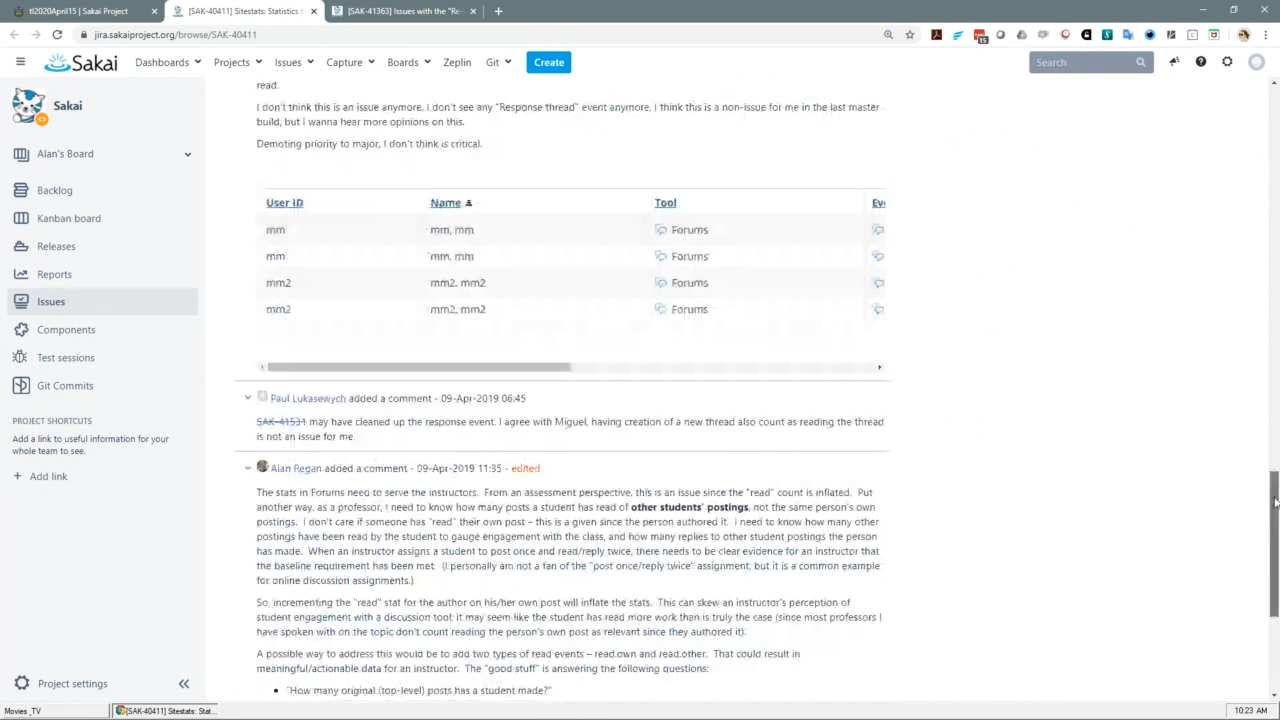 tl2020April15 | Sakai Project
[SAK-40411] Sitestats: Statistics t
[SAK-41363] Issues with the "Re
jira.sakaiproject.org/browse/SAK-40411
15
Sakai
Dashboards
Projects
Issues
Capture
Boards
Zeplin
Git
Create
Search
Sakai
Alan's Board
Backlog
Kanban board
Releases
Reports
Issues
Components
Test sessions
Git Commits
PROJECT SHORTCUTS
Add a link to useful information for your
whole team to see.
Add link
Project settings
read.
I don't think this is an issue anymore. I don't see any "Response thread" event anymore, I think this is a non-issue for me in the last master
build, but I wanna hear more opinions on this.
Demoting priority to major, I don't think is critical.
User ID Name Tool Eve
mm mm, mm Forums
mm mm, mm Forums
mm2 mm2, mm2 Forums
mm2 mm2, mm2 Forums
Paul Lukasewych added a comment - 09-Apr-2019 06:45
SAK-41531 may have cleaned up the response event. I agree with Miguel, having creation of a new thread also count as reading the thread
is not an issue for me.
Alan Regan added a comment - 09-Apr-2019 11:35 - edited
The stats in Forums need to serve the instructors. From an assessment perspective, this is an issue since the "read" count is inflated. Put
another way, as a professor, I need to know how many posts a student has read of other students' postings, not the same person's own
postings. I don't care if someone has "read" their own post – this is a given since the person authored it. I need to know how many other
postings have been read by the student to gauge engagement with the class, and how many replies to other student postings the person
has made. When an instructor assigns a student to post once and read/reply twice, there needs to be clear evidence for an instructor that
the baseline requirement has been met. (I personally am not a fan of the "post once/reply twice" assignment, but it is a common example
for online discussion assignments.)
So, incrementing the "read" stat for the author on his/her own post will inflate the stats. This can skew an instructor's perception of
student engagement with a discussion tool; it may seem like the student has read more work than is truly the case (since most professors I
have spoken with on the topic don't count reading the person's own post as relevant since they authored it).
A possible way to address this would be to add two types of read events – read.own and read.other. That could result in
meaningful/actionable data for an instructor. The "good stuff" is answering the following questions:
• "How many original (top-level) posts has a student made?"
Movies _TV
[SAK-40411] Sitestats: Stat...
10:23 AM